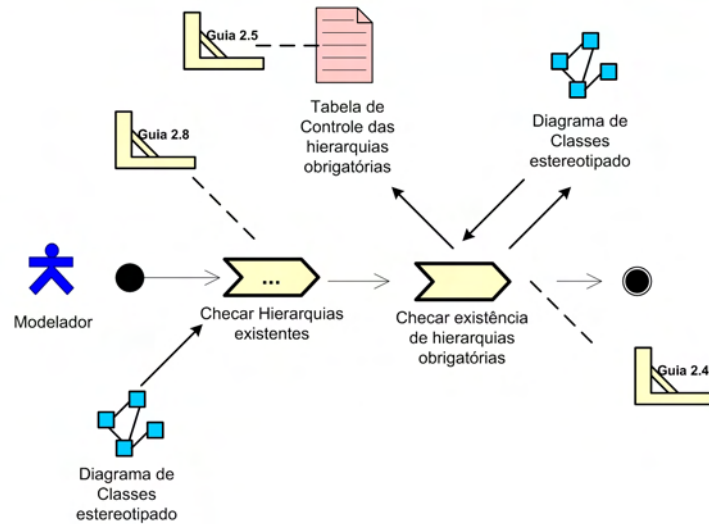 Guia 2.5
Tabela de
Controle das
hierarquias
obrigatórias
Diagrama de
Classes
estereotipado
Guia 2.8
Modelador
...
Checar Hierarquias
existentes
Checar existência
de hierarquias
obrigatórias
Guia 2.4
Diagrama de
Classes
estereotipado